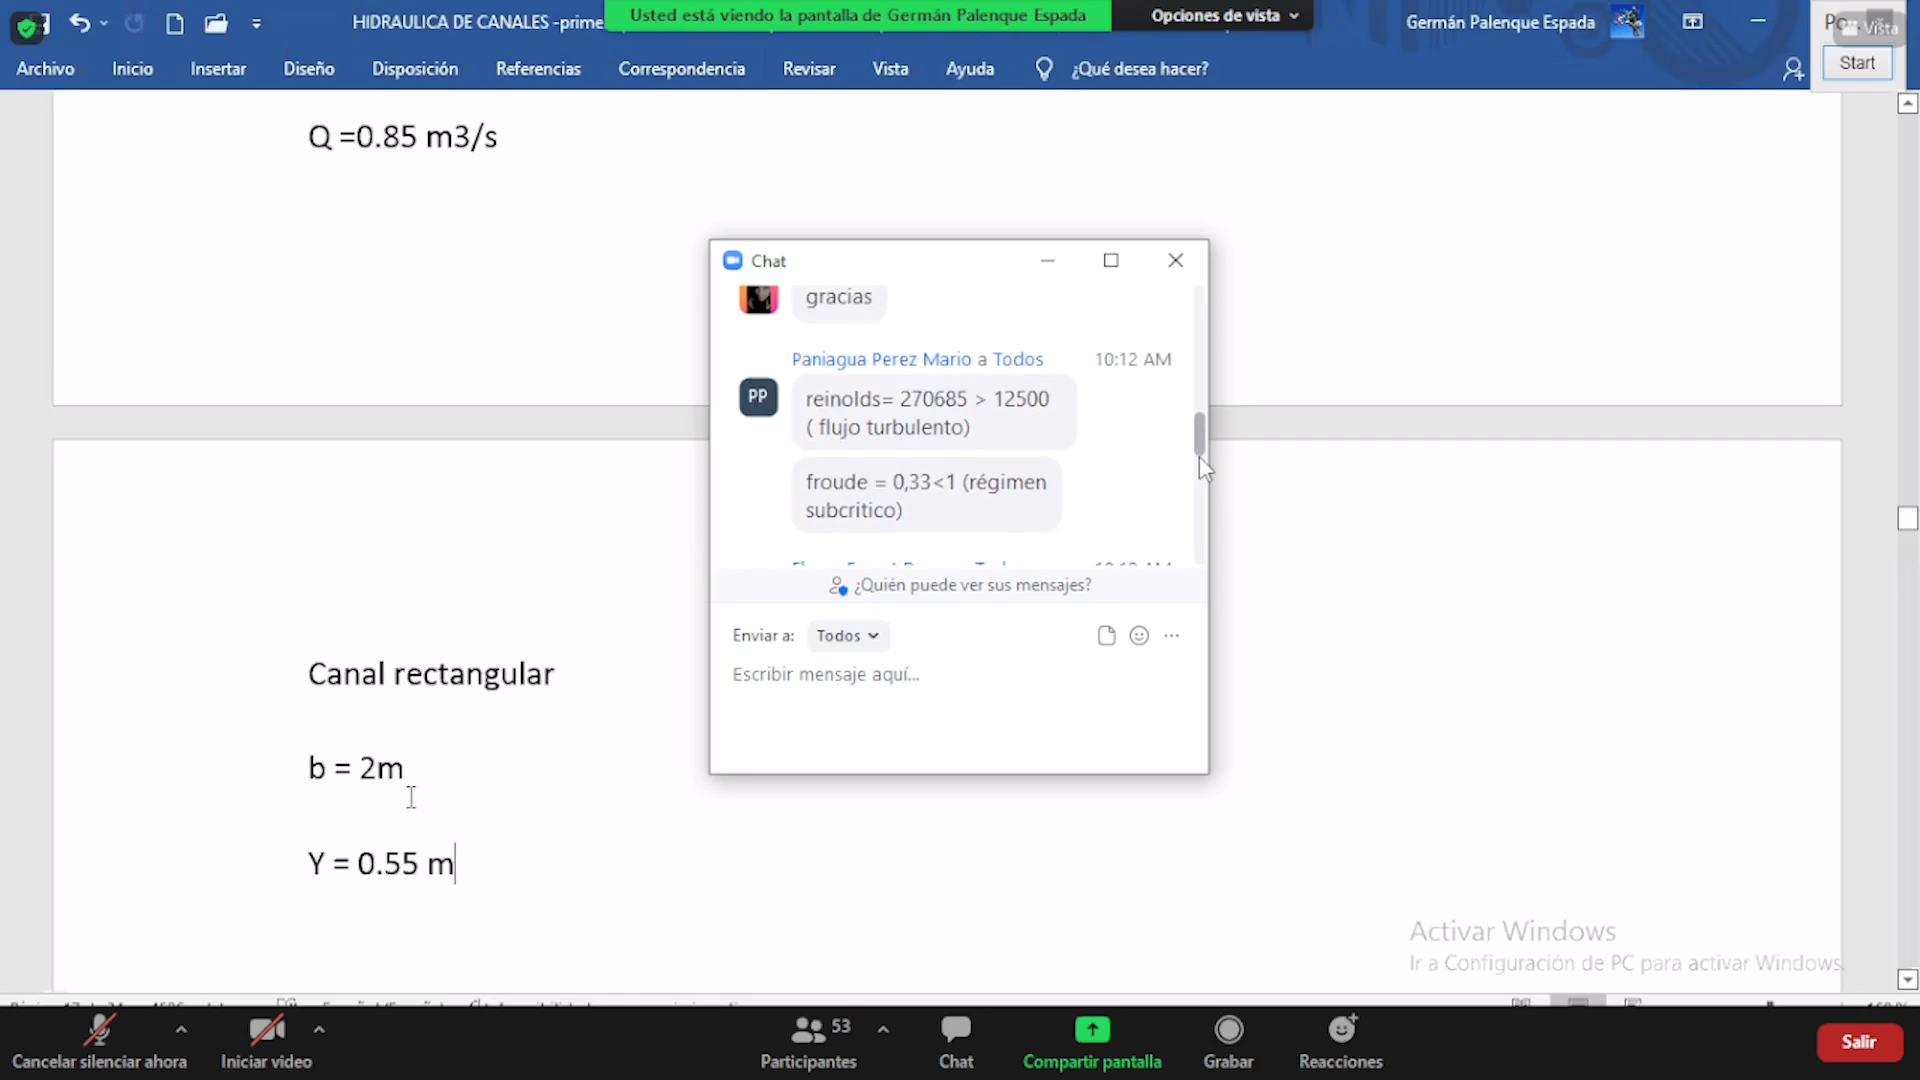 HIDRAULICA DE CANALES -prime
Usted está viendo la pantalla de Germán Palenque Espada
Opciones de vista
Germán Palenque Espada
Vista
Start
Archivo
Inicio
Insertar
Diseño
Disposición
Referencias
Correspondencia
Revisar
Vista
Ayuda
¿Qué desea hacer?
Q =0.85 m3/s
Chat
gracias
Paniagua Perez Mario a Todos
10:12 AM
PP
reinolds= 270685 > 12500
( flujo turbulento)
froude = 0,33<1 (régimen
subcritico)
¿Quién puede ver sus mensajes?
Enviar a: Todos
Escribir mensaje aquí...
Canal rectangular
b = 2m
Y = 0.55 m
Activar Windows
Ir a Configuración de PC para activar Windows.
Cancelar silenciar ahora
Iniciar video
53
Participantes
Chat
Compartir pantalla
Grabar
Reacciones
Salir